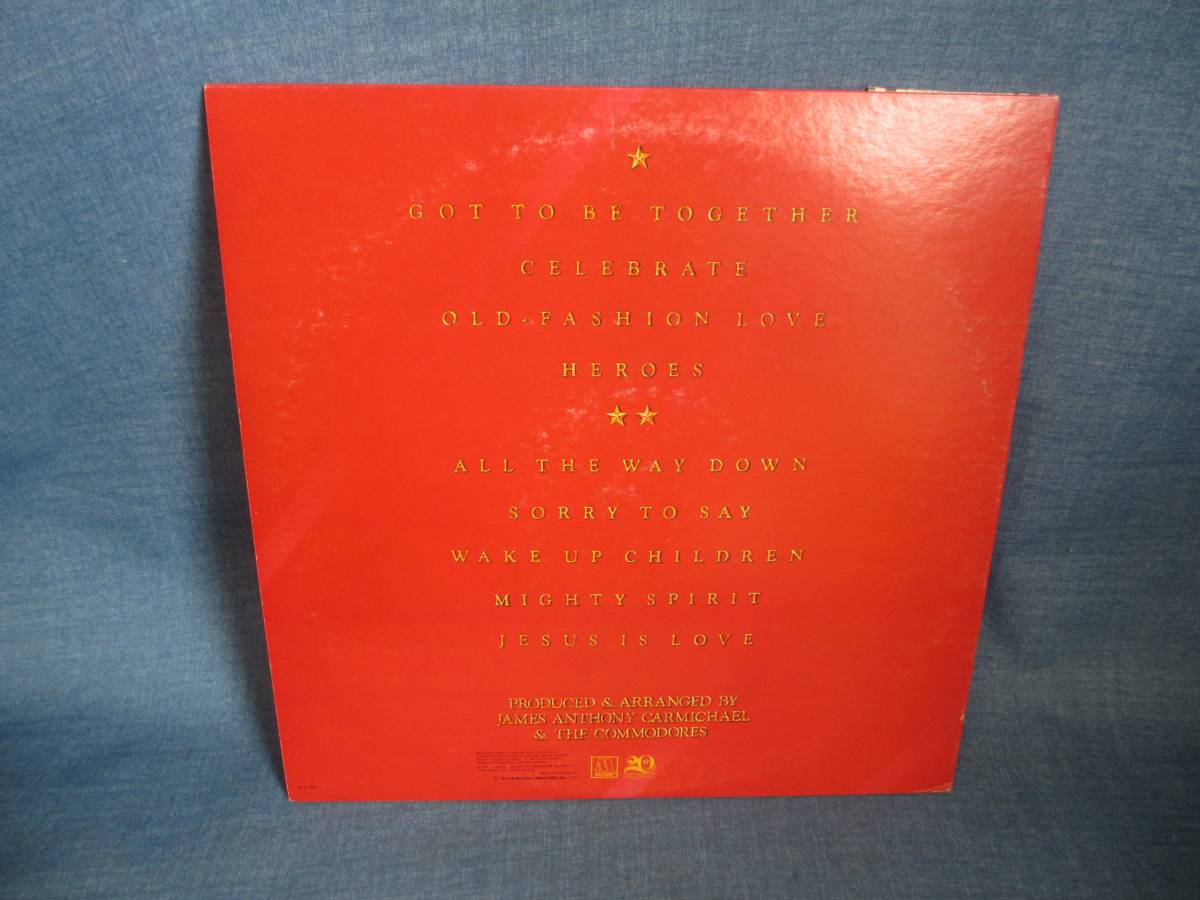 GOT TO BE TOGETHER
CELEBRATE
OLD-FASHION LOVE
HEROES
ALL THE WAY DOWN
SORRY TO SAY
WAKE UP CHILDREN
MIGHTY SPIRIT
JESUS IS LOVE
PRODUCED & ARRANGED BY
JAMES ANTHONY CARMICHAEL
& THE COMMODORES
M
20